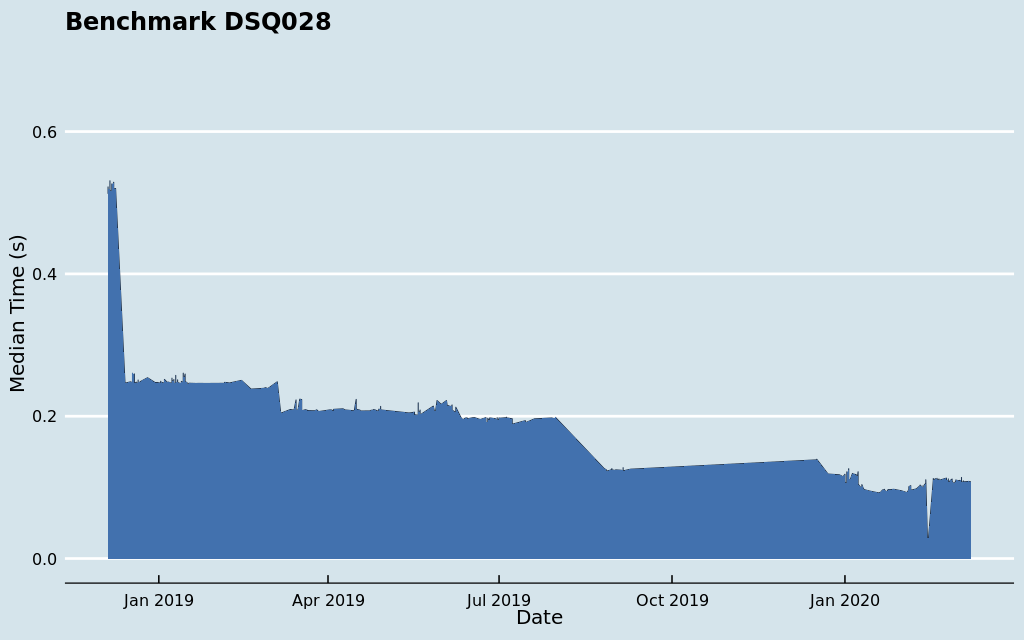 Benchmark DSQ028
Median Time (s)
0.6
0.4
0.2
0.0
Jan 2019
Apr 2019
Jul 2019
Oct 2019
Jan 2020
Date